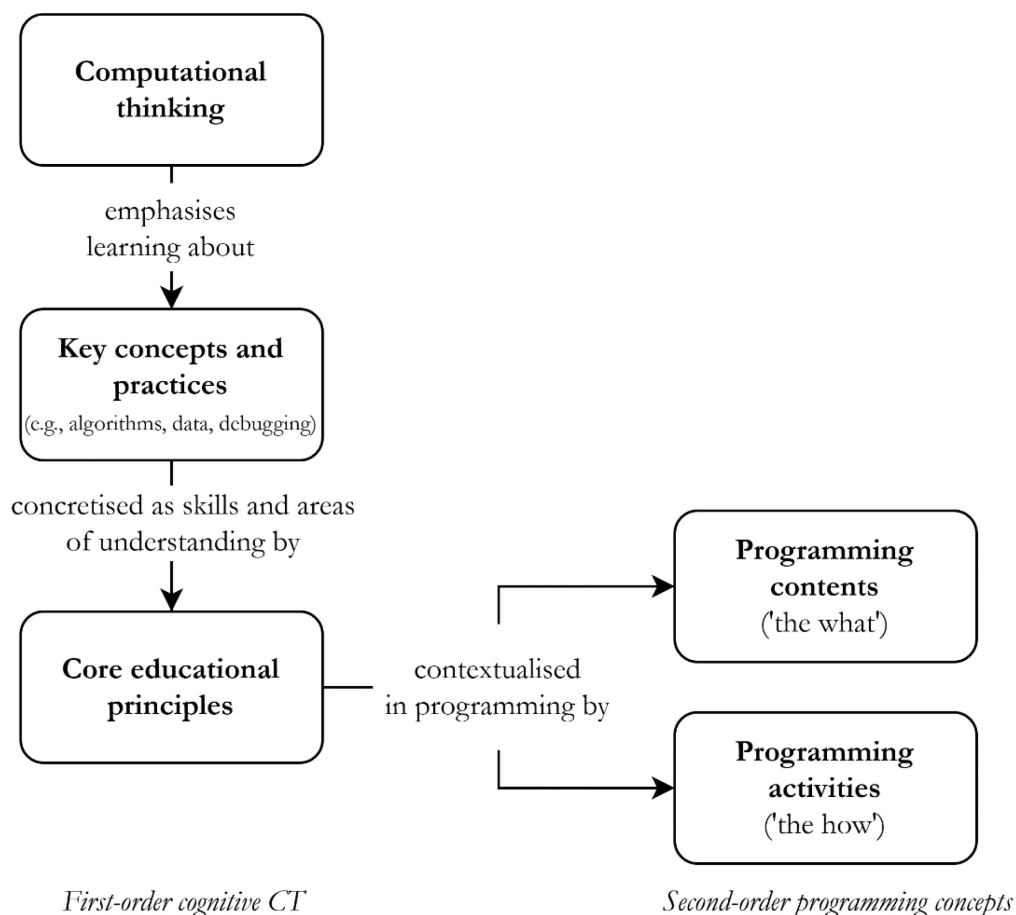 Computational
thinking
emphasises
learning about
Key concepts and
practices
(e.g., algorithms, data, debugging)
concretised as skills and areas
of understanding by
Core educational
principles
contextualised
in programming by
Programming
contents
('the what')
Programming
activities
('the how')
First-order cognitive CT
Second-order programming concepts